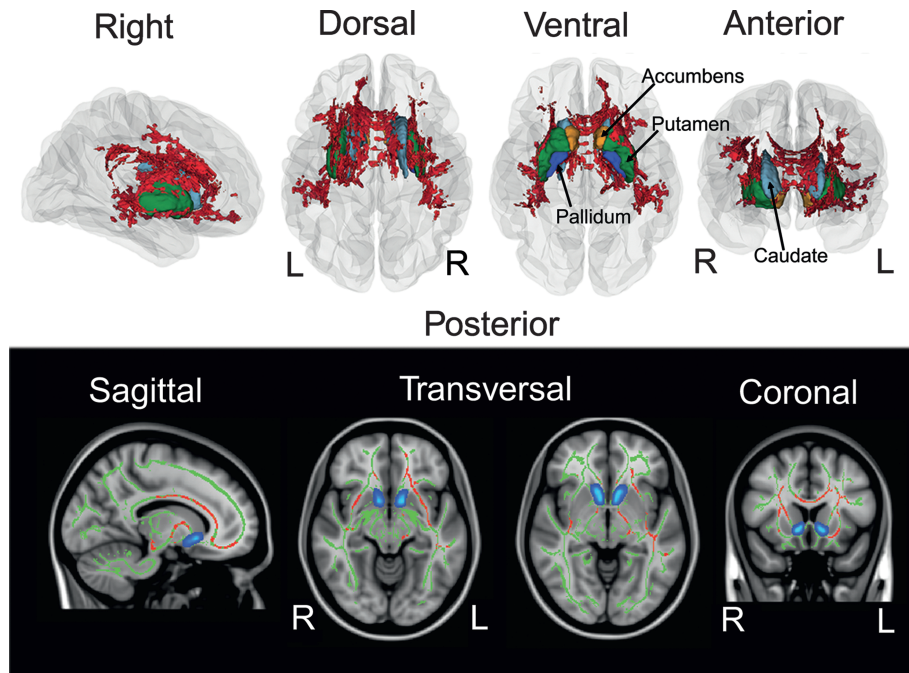 Right
Dorsal
Ventral
Anterior
Accumbens
Putamen
Pallidum
Caudate
L
R
R
L
Posterior
Sagittal
Transversal
Coronal
R
L
R
L